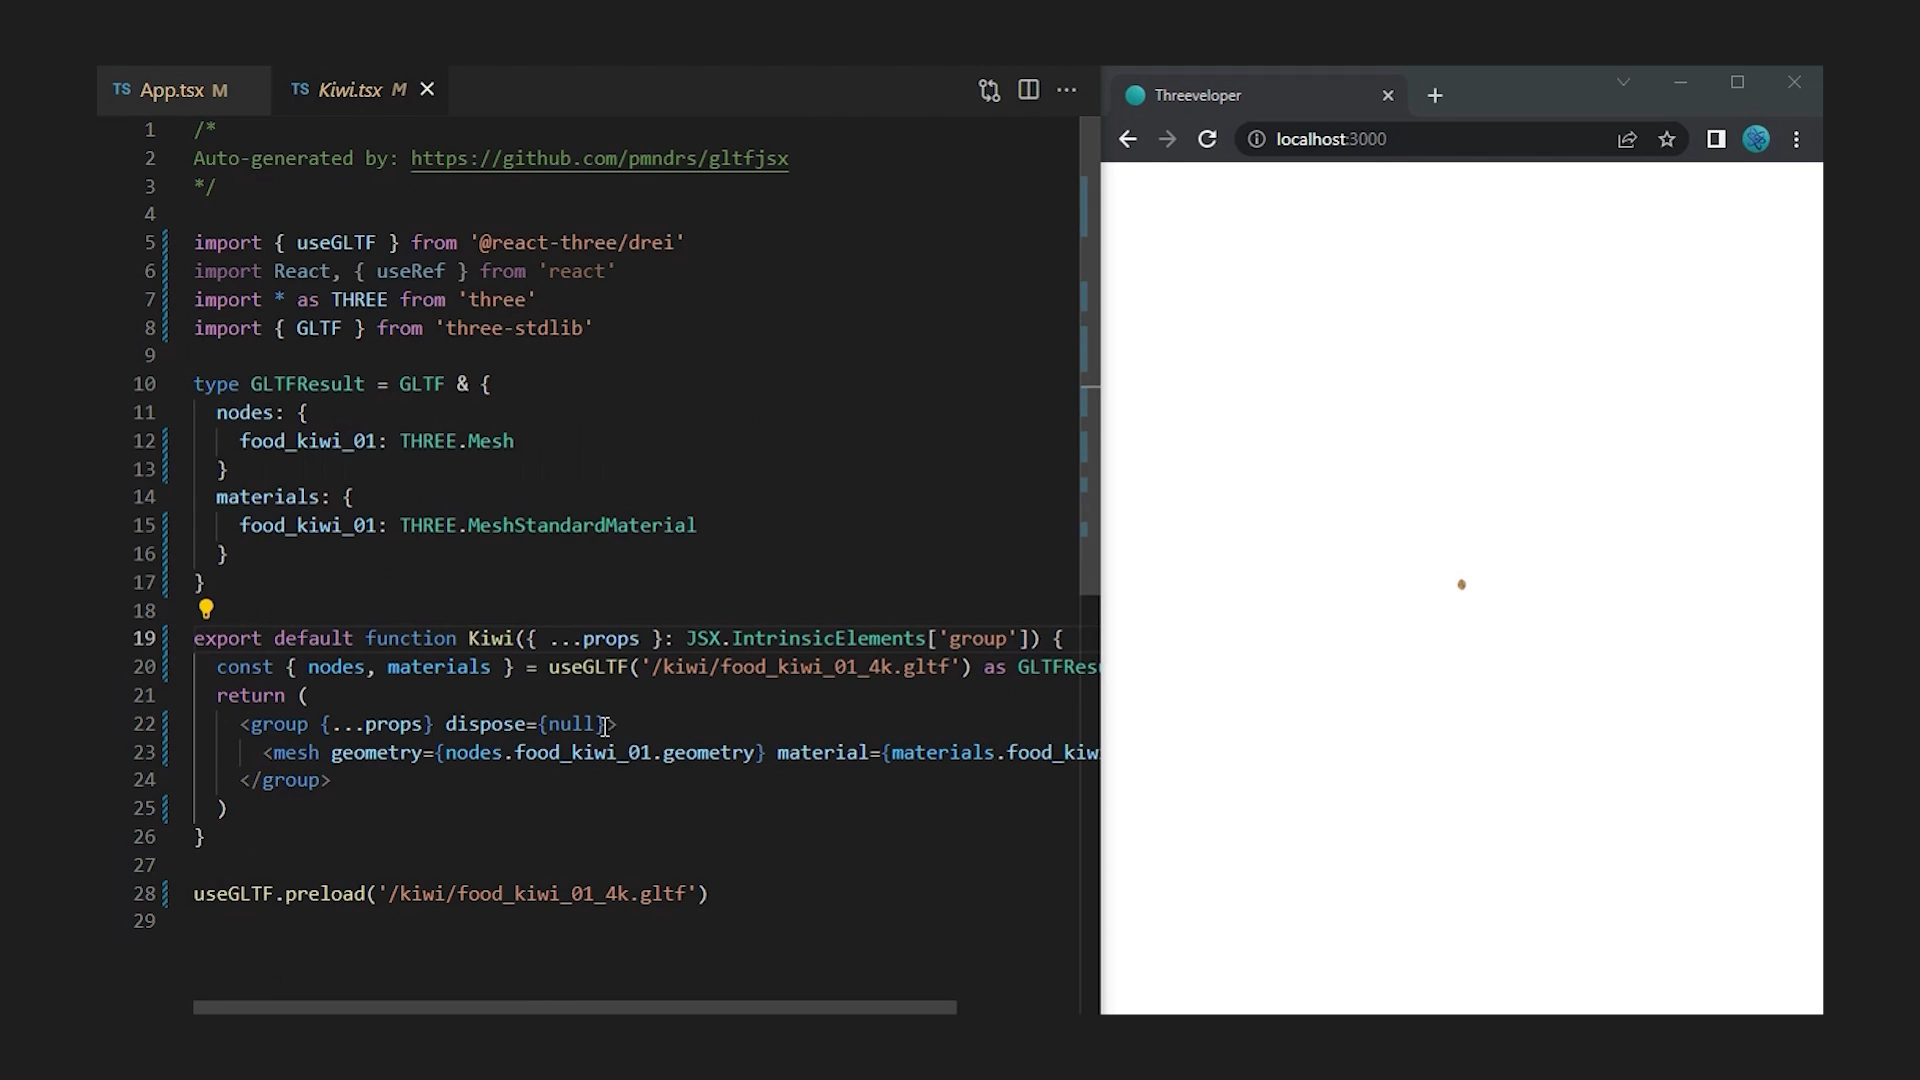 TS App.tsx M
TS Kiwi.tsx M
1 /*
2 Auto-generated by: https://github.com/pmndrs/gltfjsx
3 */
4
5 import { useGLTF } from '@react-three/drei'
6 import React, { useRef } from 'react'
7 import * as THREE from 'three'
8 import { GLTF } from 'three-stdlib'
9
10 type GLTFResult = GLTF & {
11 nodes: {
12 food_kiwi_01: THREE.Mesh
13 }
14 materials: {
15 food_kiwi_01: THREE.MeshStandardMaterial
16 }
17 }
18
19 export default function Kiwi({ ...props }: JSX.IntrinsicElements['group']) {
20 const { nodes, materials } = useGLTF('/kiwi/food_kiwi_01_4k.gltf') as GLTFRes
21 return (
22 <group {...props} dispose={null}>
23 <mesh geometry={nodes.food_kiwi_01.geometry} material={materials.food_kiw
24 </group>
25 )
26 }
27
28 useGLTF.preload('/kiwi/food_kiwi_01_4k.gltf')
29
Threeveloper
localhost:3000